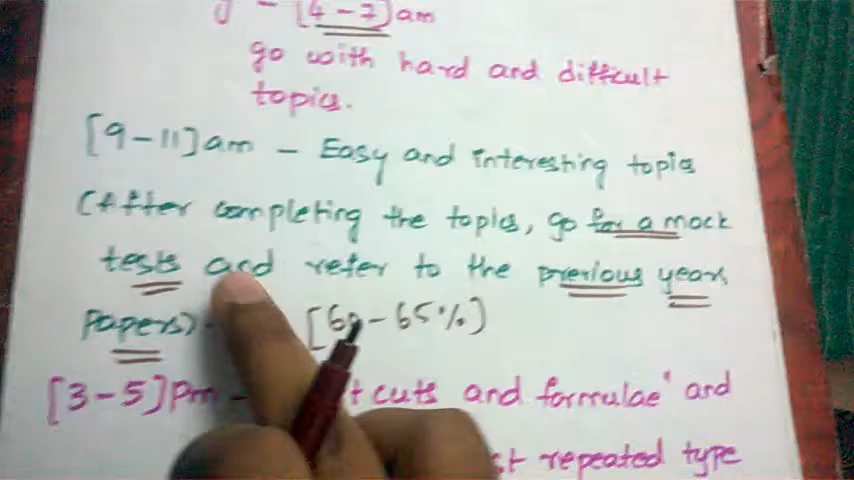 [4-7]am
go with hard and difficult
topics.
[9-11]am - Easy and interesting topics
(After completing the topics, go for a mock
tests and refer to the previous years
Papers). [60-65%]
[3-5]Pm - cuts and formulae and
repeated type